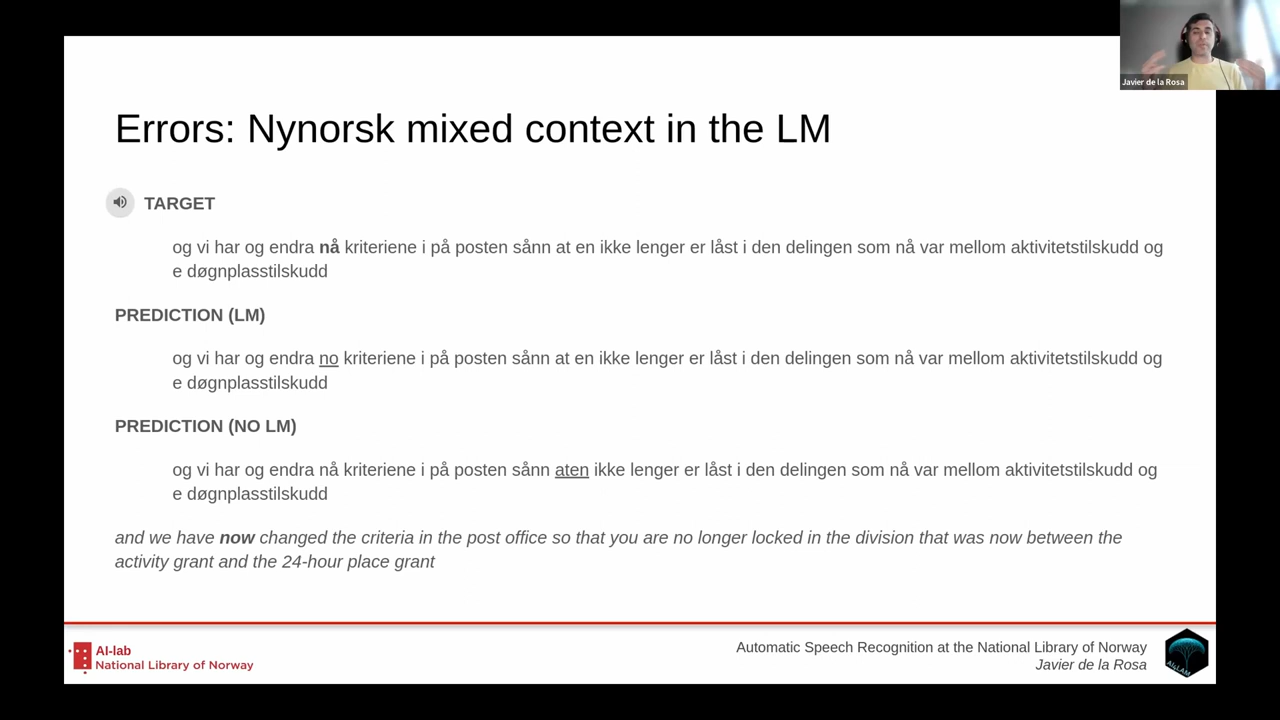 Javier de la Rosa
Errors: Nynorsk mixed context in the LM
TARGET
og vi har og endra nå kriteriene i på posten sånn at en ikke lenger er låst i den delingen som nå var mellom aktivitetstilskudd og
e døgnplasstilskudd
PREDICTION (LM)
og vi har og endra no kriteriene i på posten sånn at en ikke lenger er låst i den delingen som nå var mellom aktivitetstilskudd og
e døgnplasstilskudd
PREDICTION (NO LM)
og vi har og endra nå kriteriene i på posten sånn aten ikke lenger er låst i den delingen som nå var mellom aktivitetstilskudd og
e døgnplasstilskudd
and we have now changed the criteria in the post office so that you are no longer locked in the division that was now between the
activity grant and the 24-hour place grant
AI-lab
National Library of Norway
Automatic Speech Recognition at the National Library of Norway
Javier de la Rosa